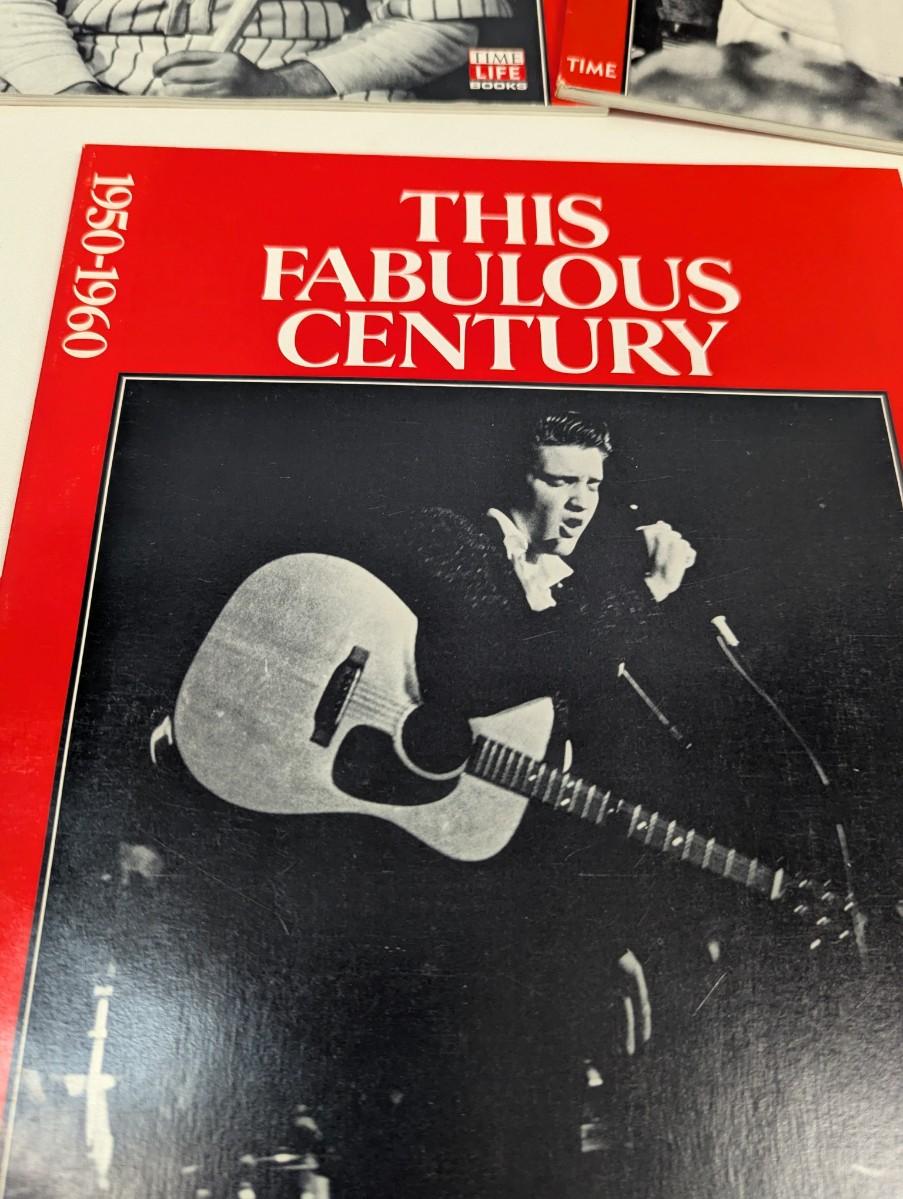 TIME
LIFE
BOOKS
TIME
1950-1960
THIS
FABULOUS
CENTURY